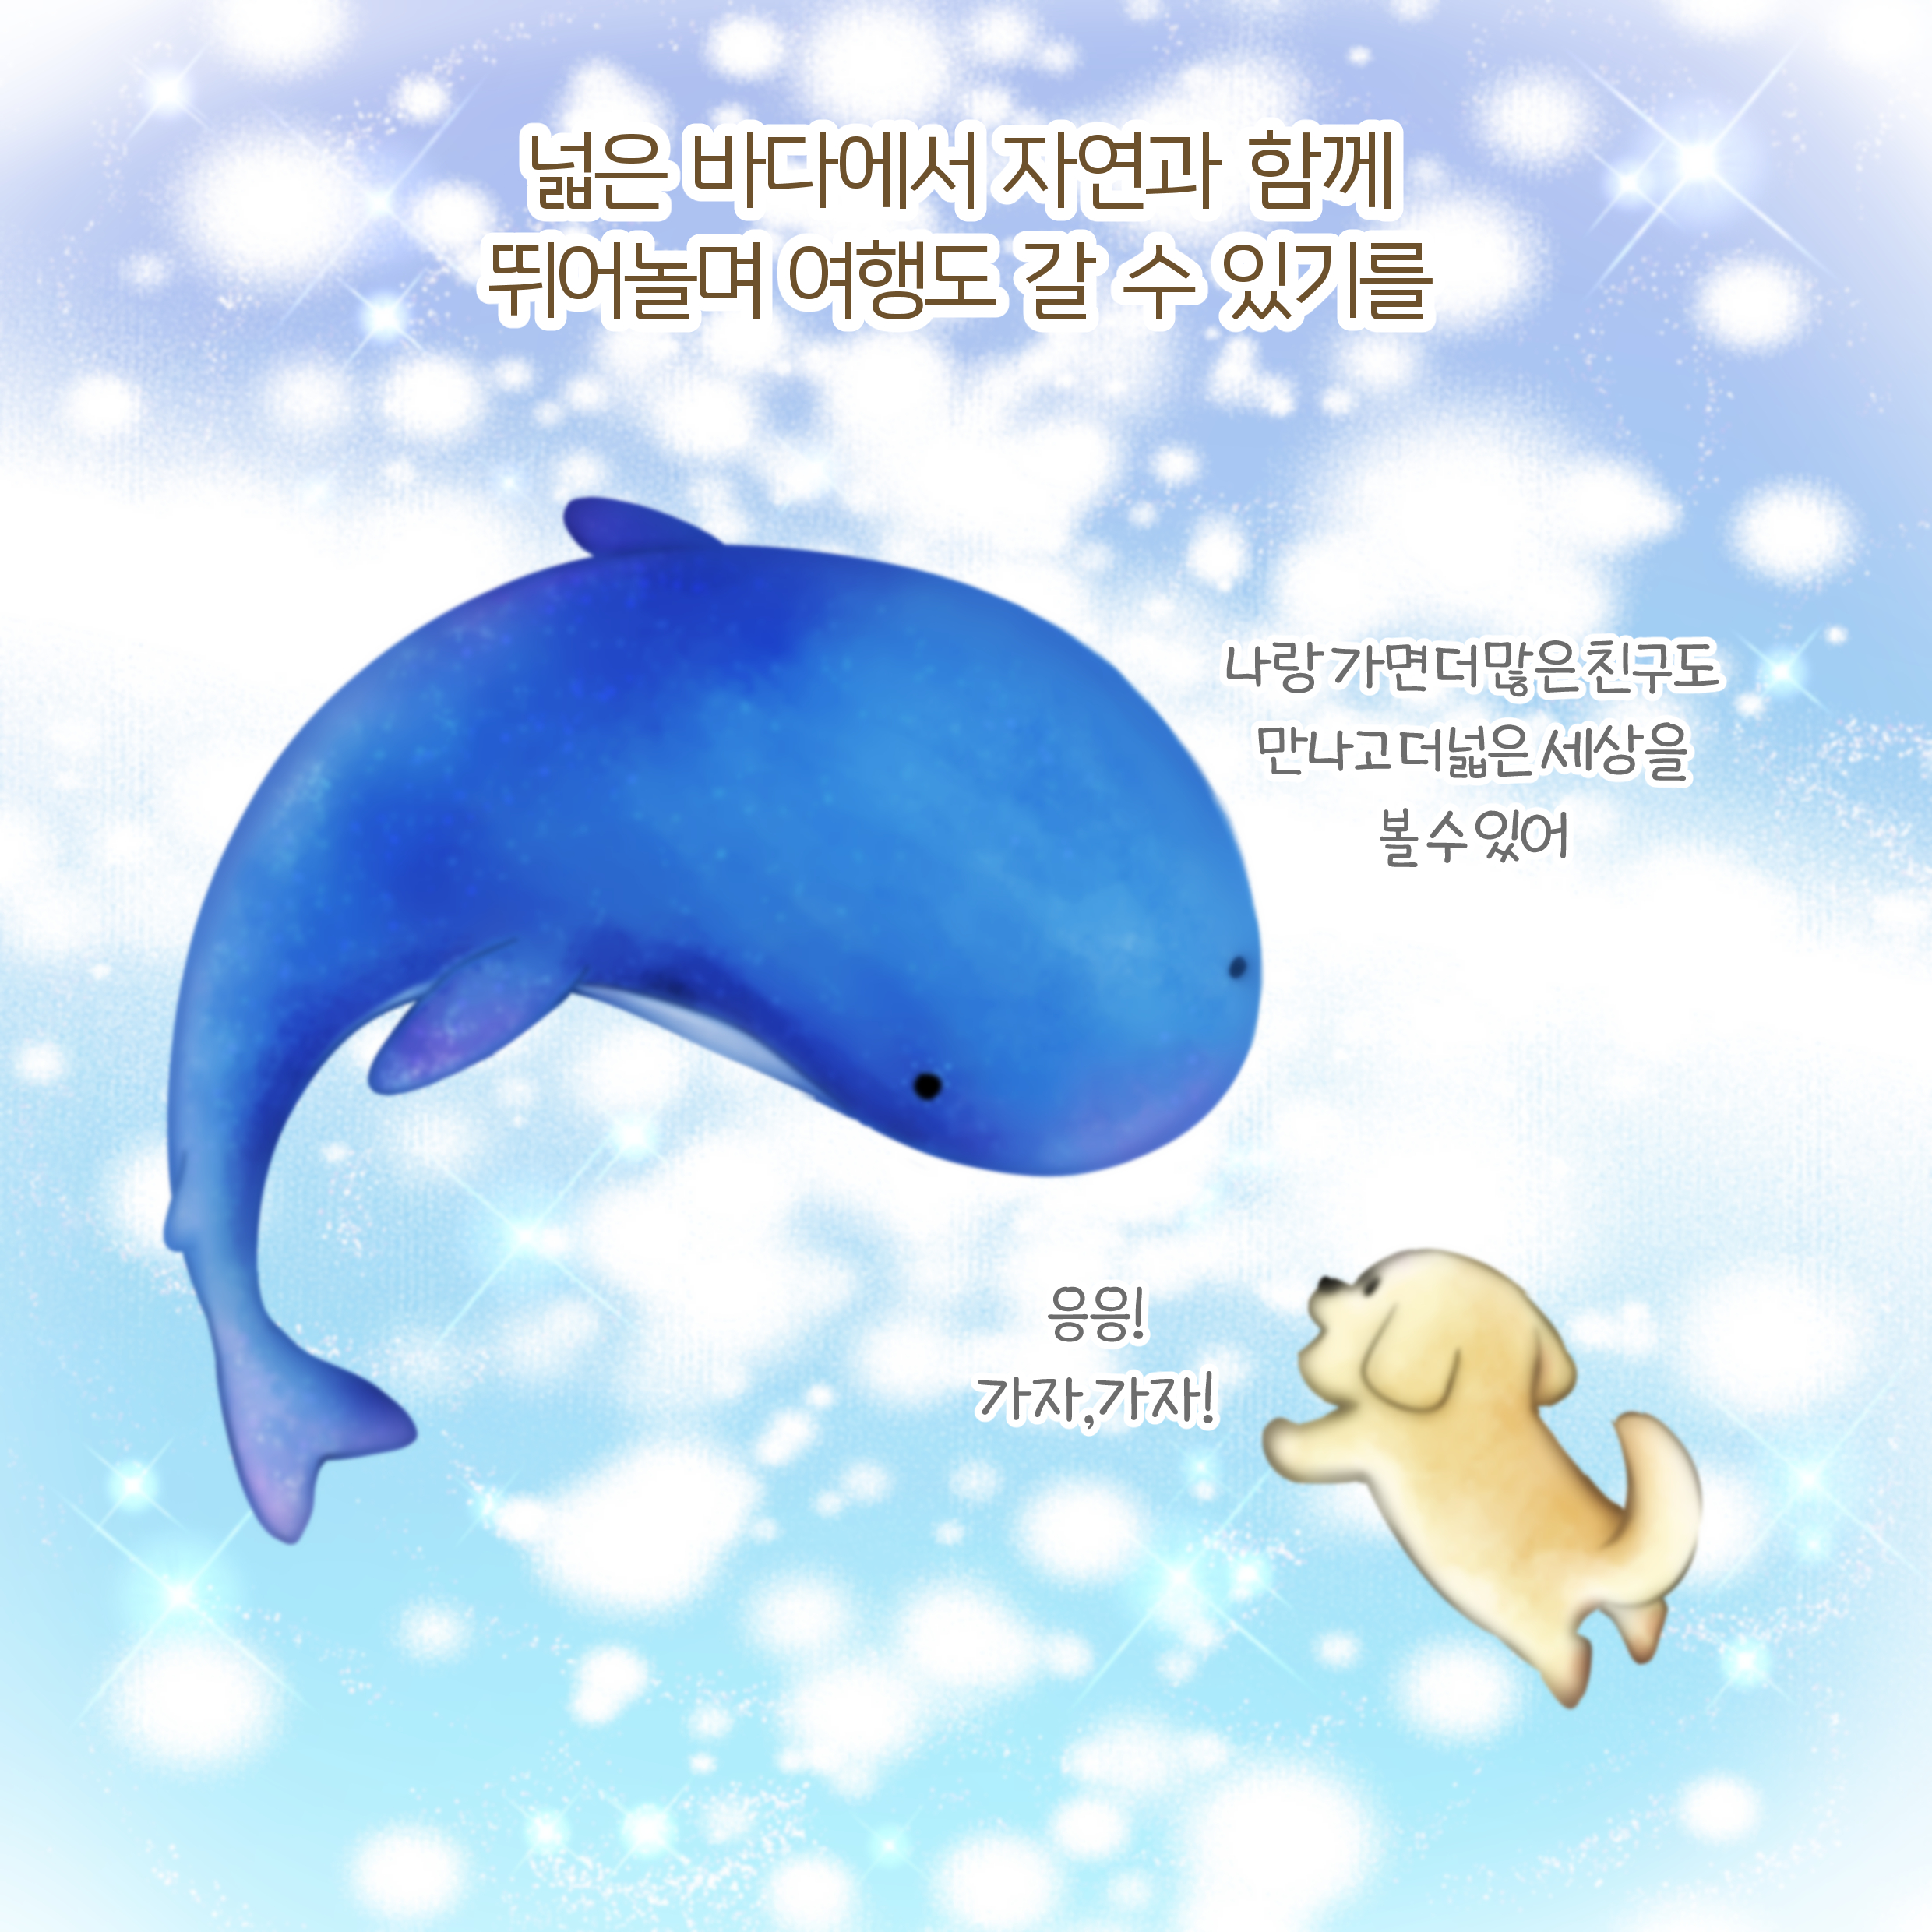 넓은 바다에서 자연과 함께
뛰어놀며 여행도 갈 수 있기를
나랑 가면 더 많은 친구도
만나고 더 넓은 세상을
볼 수 있어
응응!
가자,가자!